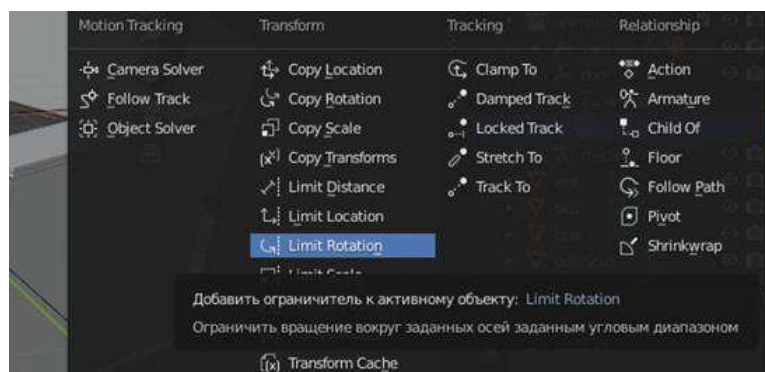 Motion Tracking
Camera Solver
Follow Track
Object Solver
Transform
Copy Location
Copy Rotation
Copy Scale
Copy Transforms
Limit Distance
Limit Location
Limit Rotation
Limit Scale
Добавить ограничитель к активному объекту: Limit Rotation
Ограничить вращение вокруг заданных осей заданным угловым диапазоном
Transform Cache
Tracking
Clamp To
Damped Track
Locked Track
Stretch To
Track To
Relationship
Action
Armature
Child Of
Floor
Follow Path
Pivot
Shrinkwrap